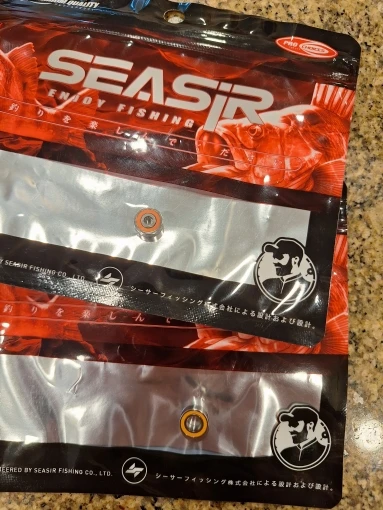 QUALITY
PRO
SEASIR
ENJOY FISHING
釣りを楽しんで
SEASIR FISHING CO., LTD.
シーサーフィッシング株式会社による設計および設計。
釣りを楽しんで
SEASIR FISHING CO., LTD.
シーサーフィッシング株式会社による設計および設計。